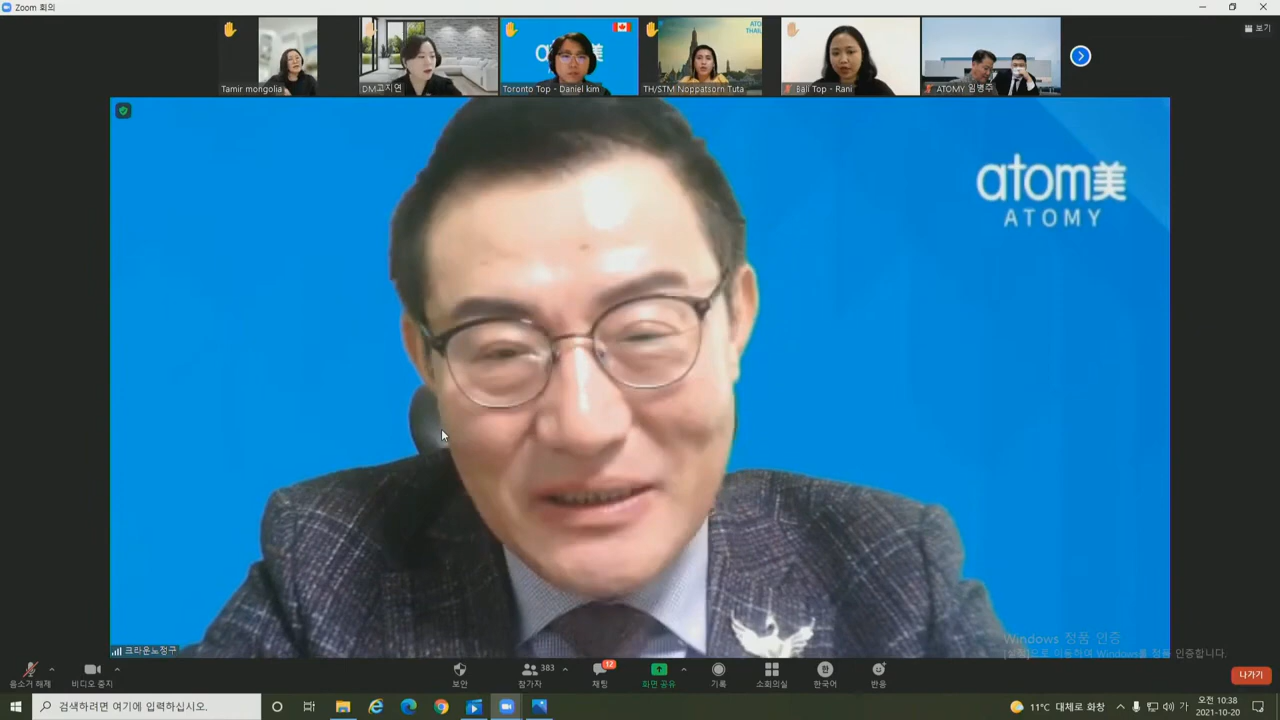 Zoom 회의
보기
Tamir mongolia
DM고지연
Toronto Top - Daniel kim
TH/STM Noppatsorn Tuta
Bali Top - Rani
ATOMY 임병주
atom美
ATOMY
크라운노정구
Windows 정품 인증
[설정]으로 이동하여 Windows를 정품 인증합니다.
음소거 해제
비디오 중지
보안
383
참가자
12
채팅
화면 공유
기록
소회의실
한
한국어
반응
나가기
검색하려면 여기에 입력하십시오.
11°C 대체로 화창
가
오전 10:38
2021-10-20